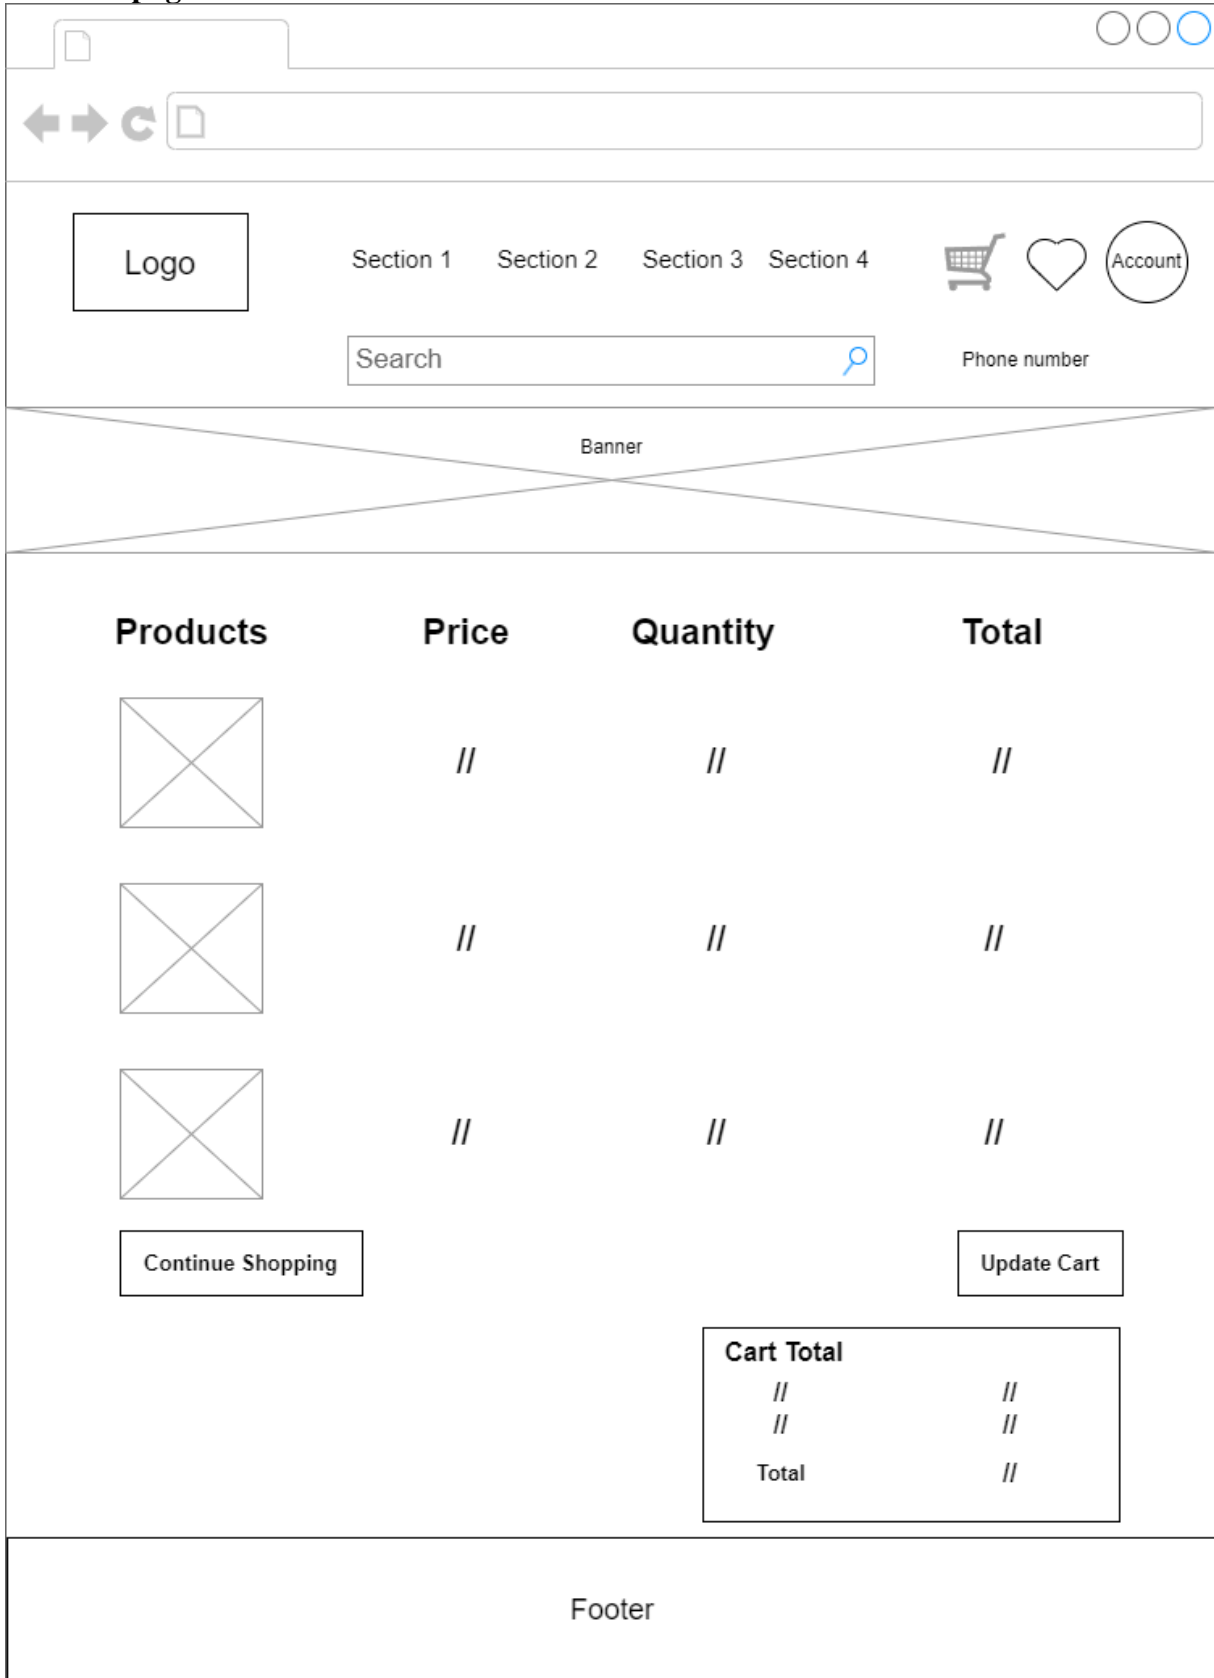 Logo
Section 1 Section 2 Section 3 Section 4
Account
Search
Phone number
Banner
Products Price Quantity Total
// // //
// // //
// // //
Continue Shopping Update Cart
Cart Total
// //
// //
Total //
Footer